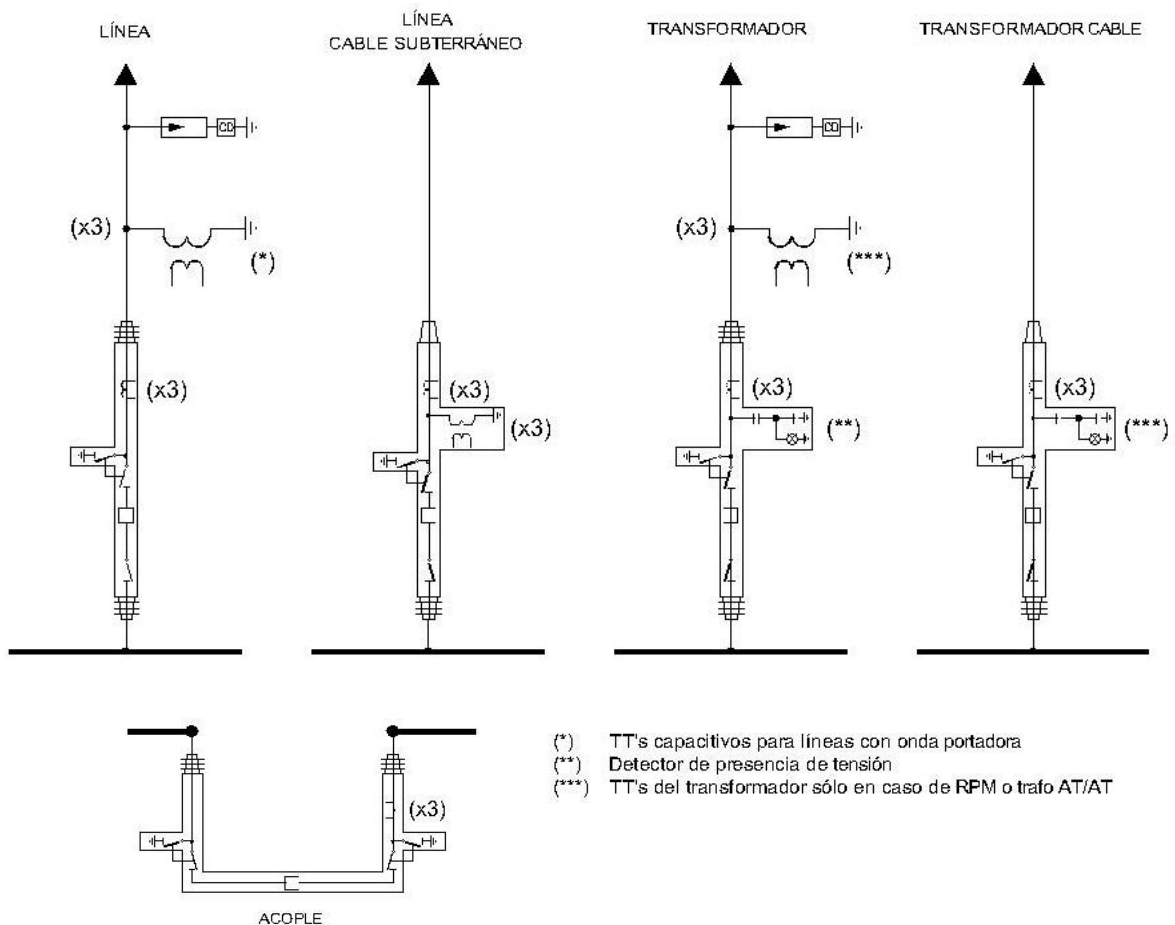 LÍNEA
LÍNEA
CABLE SUBTERRÁNEO
TRANSFORMADOR
TRANSFORMADOR CABLE
CD
CD
(x3)
(*)
(x3)
(***)
(x3)
(x3)
(x3)
(x3)
(**)
(x3)
(***)
(x3)
ACOPLE
(*) TT's capacitivos para líneas con onda portadora
(**) Detector de presencia de tensión
(***) TT's del transformador sólo en caso de RPM o trafo AT/AT